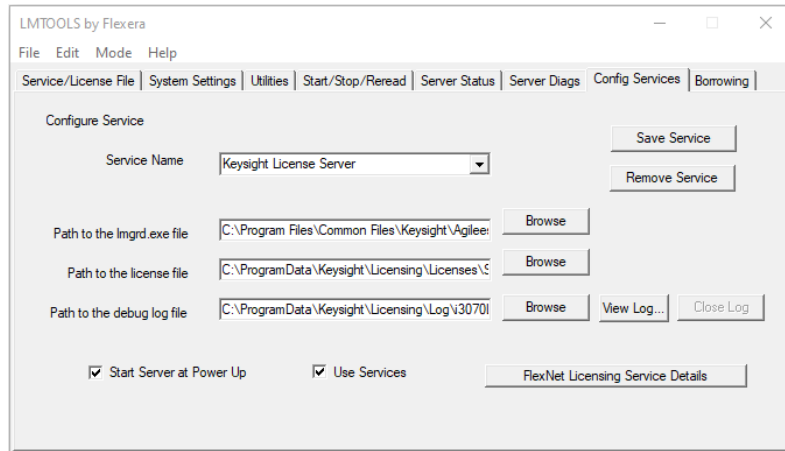 LMTOOLS by Flexera
File Edit Mode Help
Service/License File System Settings Utilities Start/Stop/Reread Server Status Server Diags Config Services Borrowing
Configure Service
Save Service
Service Name Keysight License Server
Remove Service
Path to the lmgrd.exe file C:\Program Files\Common Files\Keysight\Agilee Browse
Path to the license file C:\ProgramData\Keysight\Licensing\Licenses\S Browse
Path to the debug log file C:\ProgramData\Keysight\Licensing\Log\i3070 Browse View Log... Close Log
Start Server at Power Up Use Services FlexNet Licensing Service Details